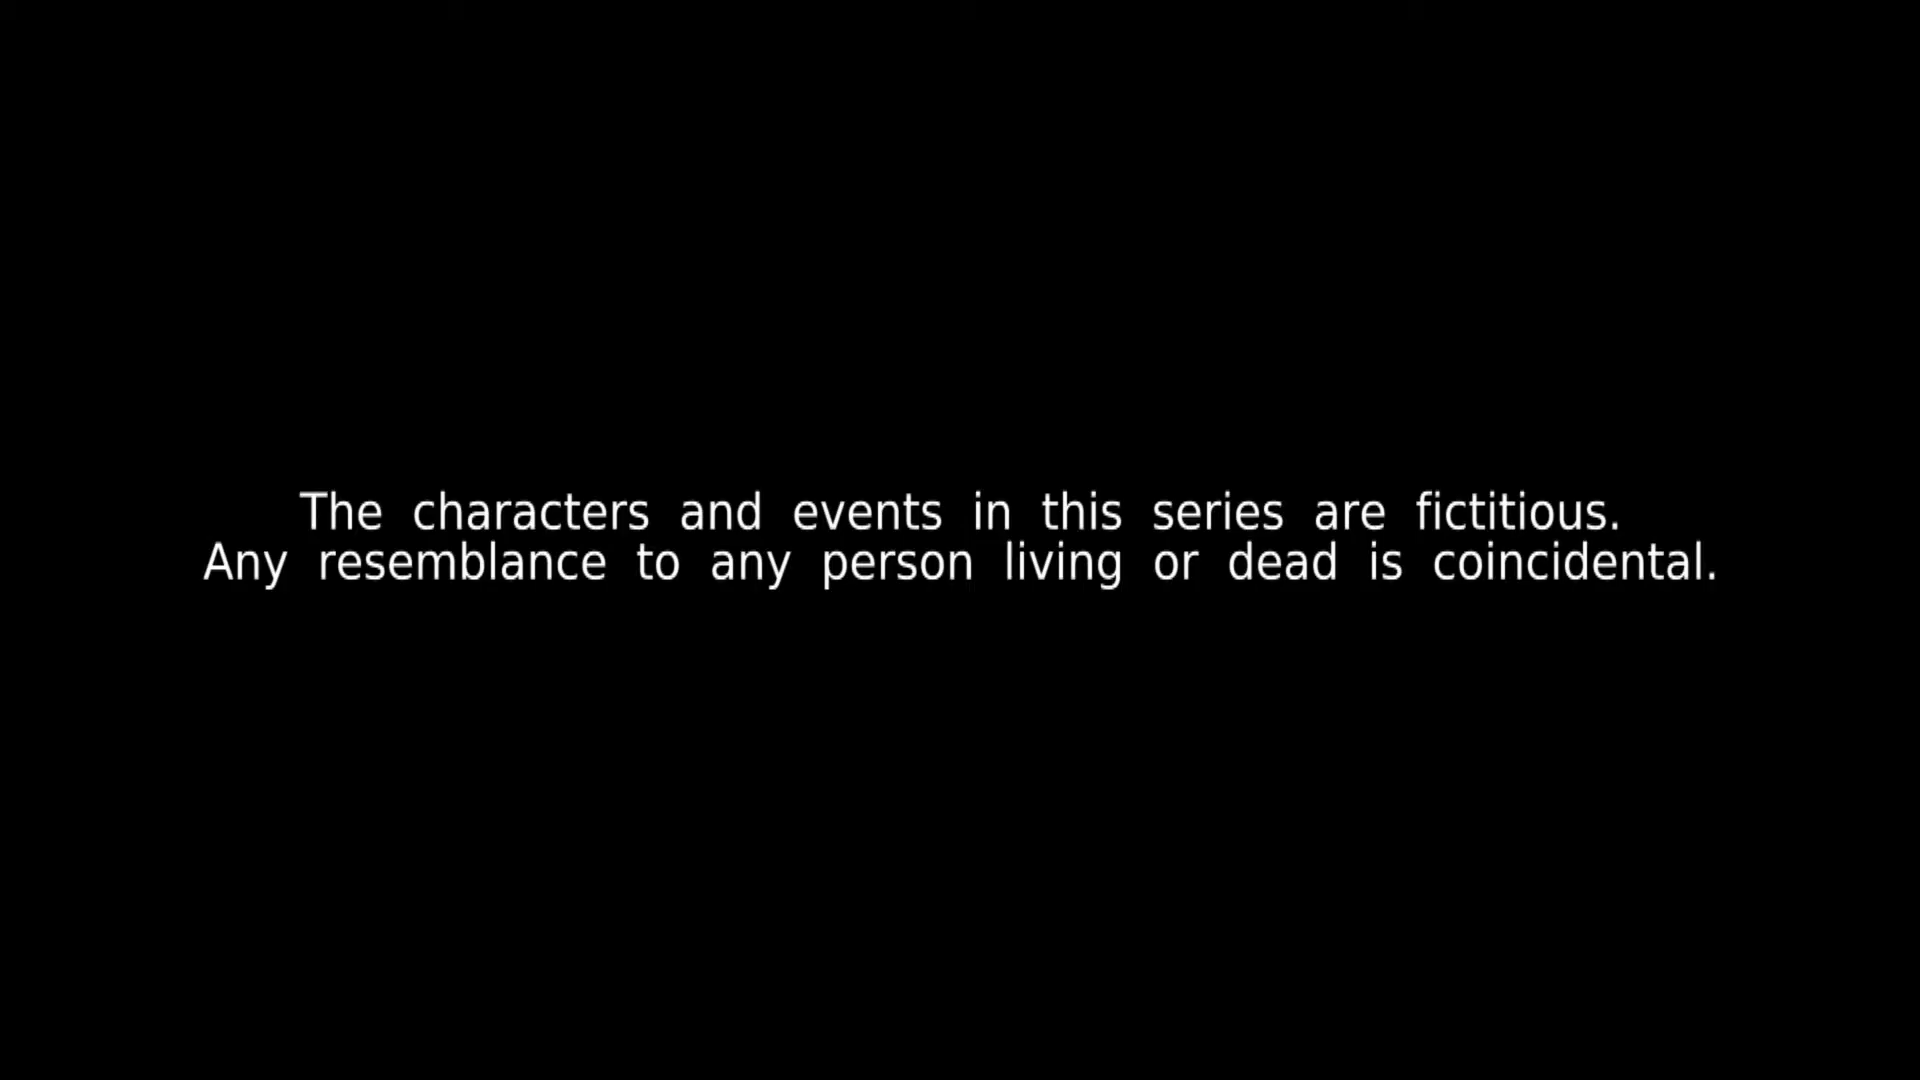 The characters and events in this series are fictitious.
Any resemblance to any person living or dead is coincidental.